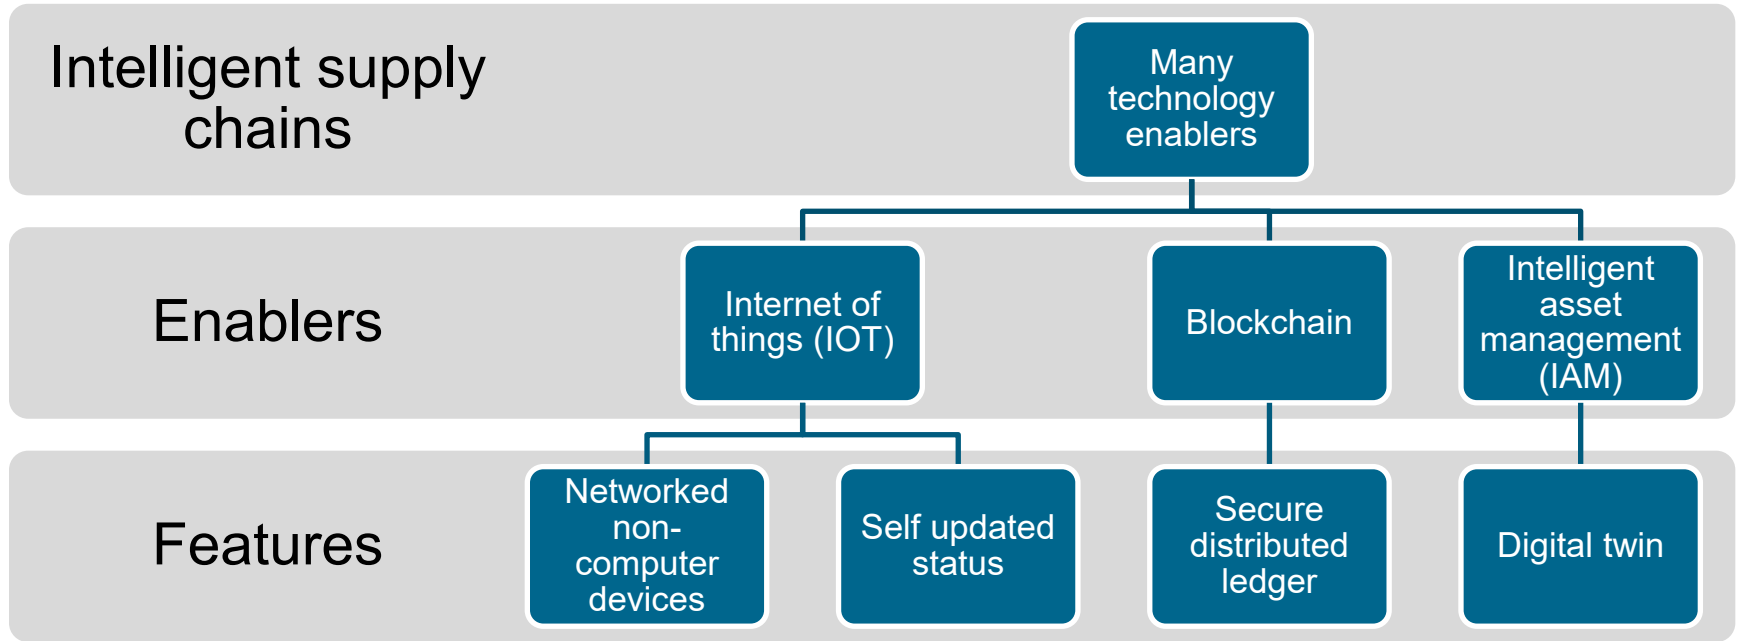 Intelligent supply
chains
Many
technology
enablers
Enablers
Internet of
things (IOT)
Blockchain
Intelligent
asset
management
(IAM)
Features
Networked
non-
computer
devices
Self updated
status
Secure
distributed
ledger
Digital twin